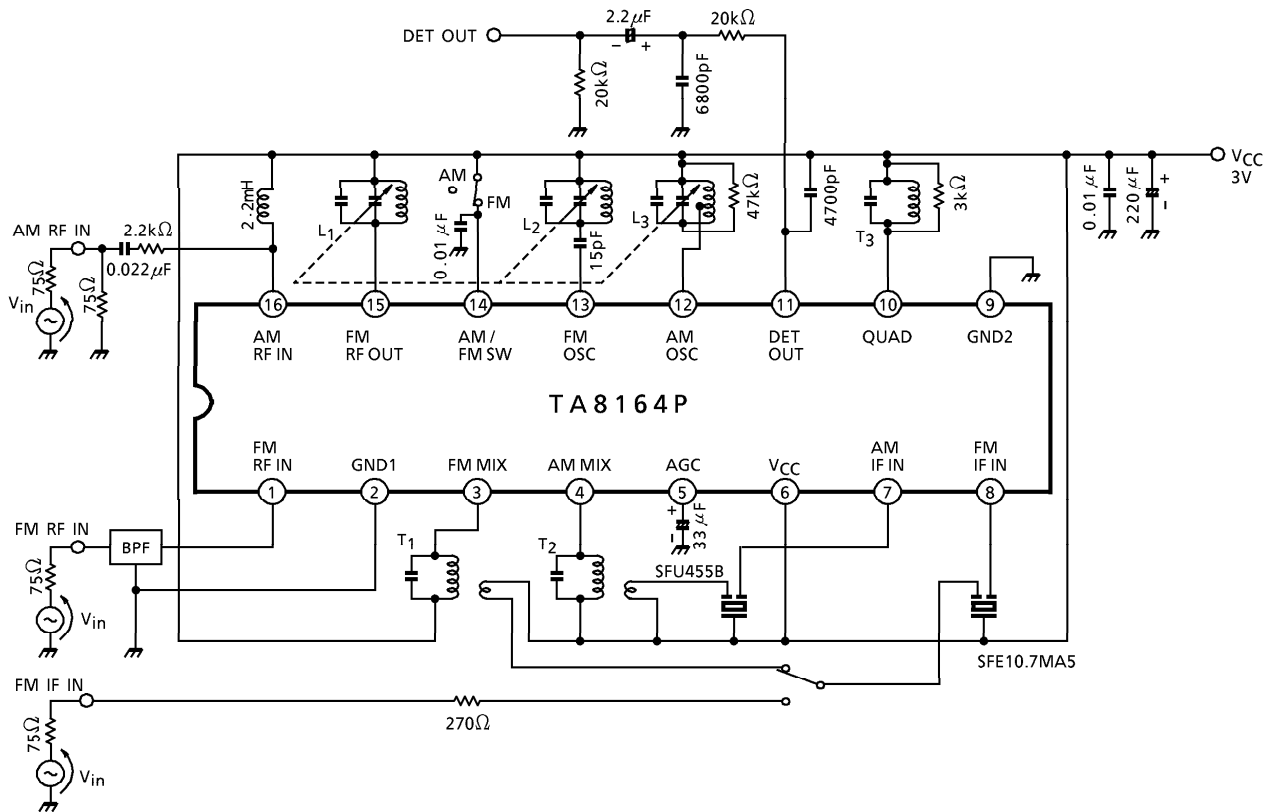 2.2μF
20kΩ
DET OUT
− +
20kΩ
6800pF
VCC
3V
2.2mH
L1
AM
FM
0.01μF
L2
15pF
L3
47kΩ
4700pF
T3
3kΩ
0.01μF
220μF
+
−
AM RF IN
2.2kΩ
0.022μF
75Ω
75Ω
Vin
16 15 14 13 12 11 10 9
AM RF IN
FM RF OUT
AM / FM SW
FM OSC
AM OSC
DET OUT
QUAD
GND2
TA8164P
FM RF IN
GND1
FM MIX
AM MIX
AGC
VCC
AM IF IN
FM IF IN
1 2 3 4 5 6 7 8
+
−
33μF
FM RF IN
BPF
75Ω
Vin
T1
T2
SFU455B
SFE10.7MA5
FM IF IN
75Ω
270Ω
Vin